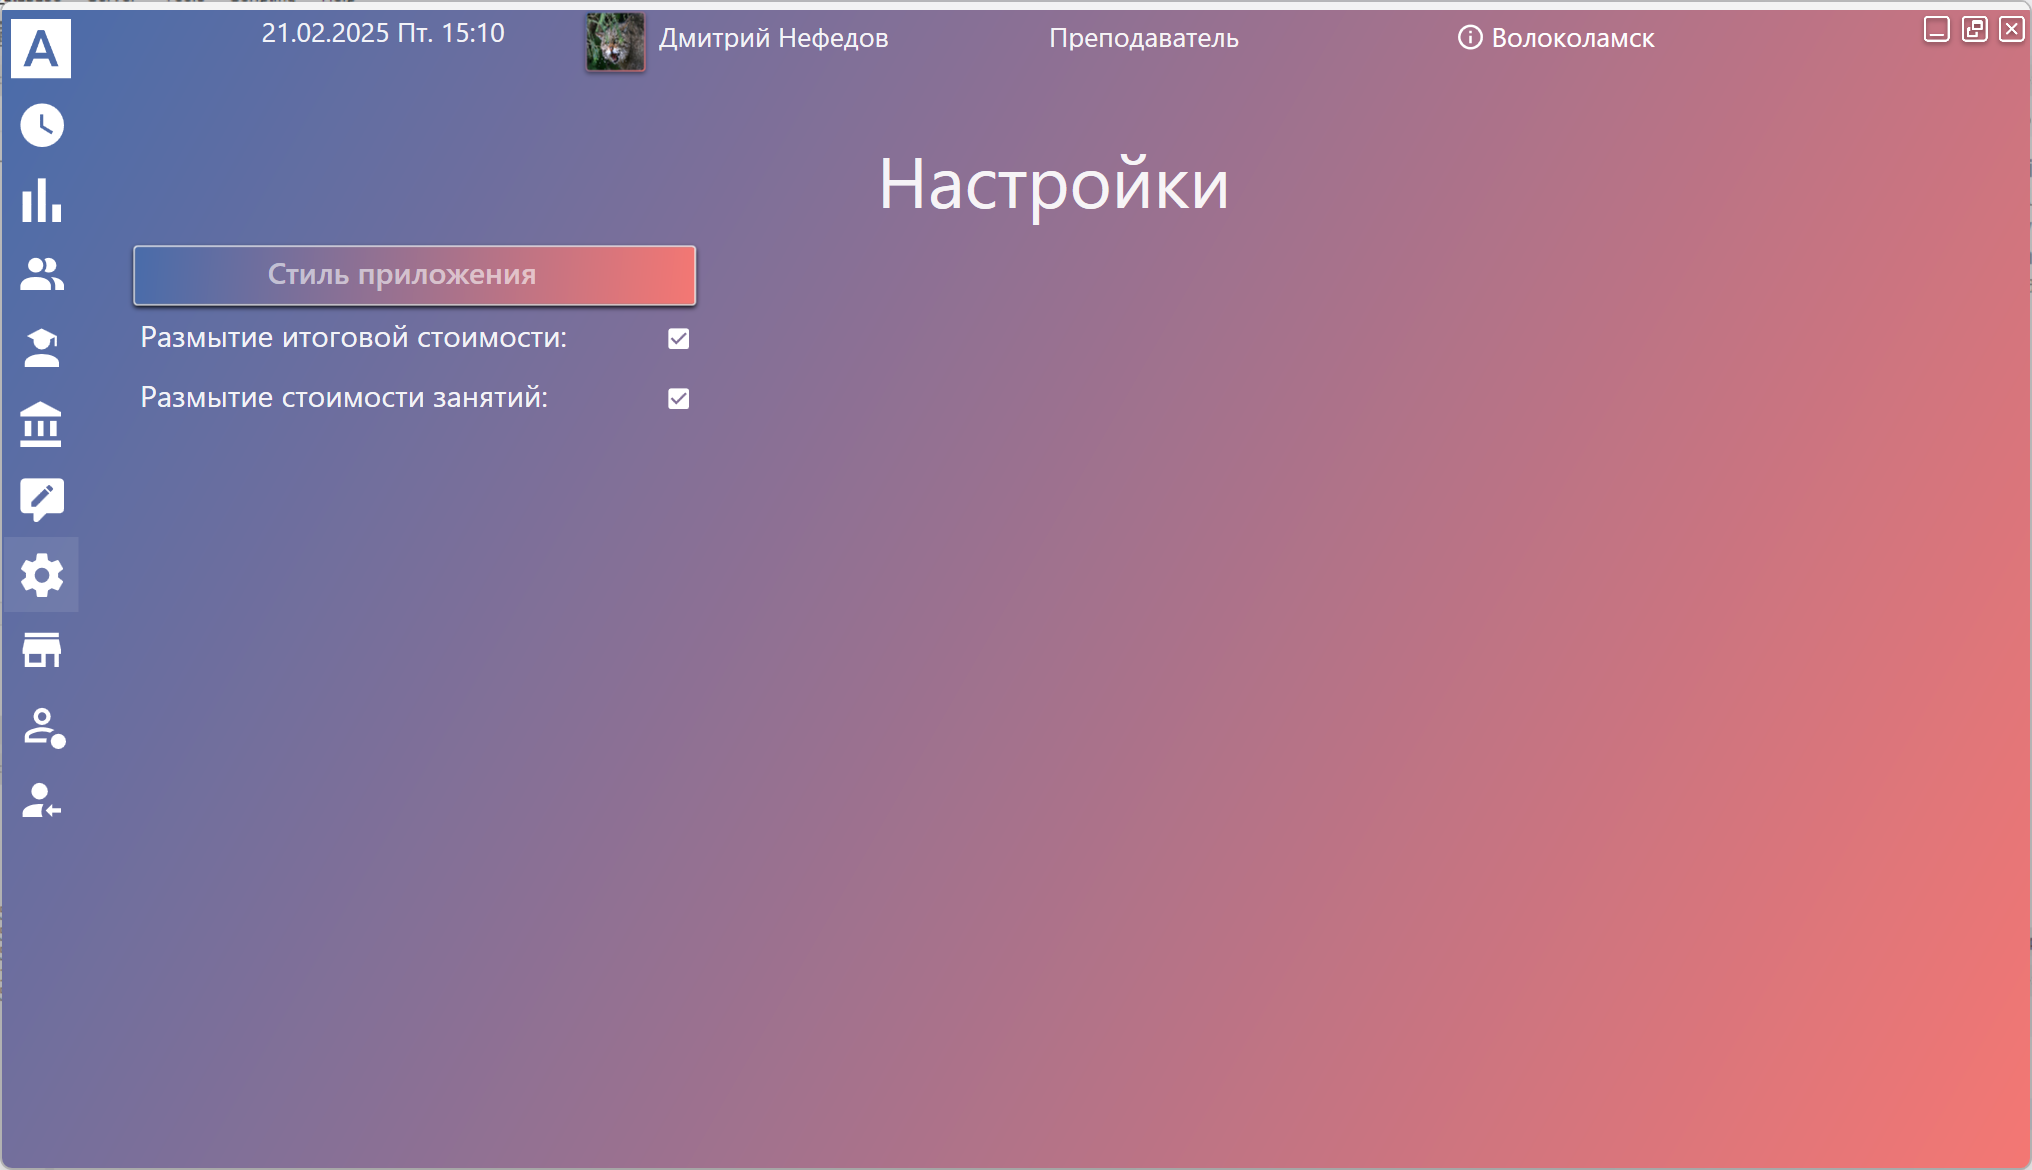 A
21.02.2025 Пт. 15:10
Дмитрий Нефедов
Преподаватель
Волоколамск
Настройки
Стиль приложения
Размытие итоговой стоимости:
Размытие стоимости занятий: